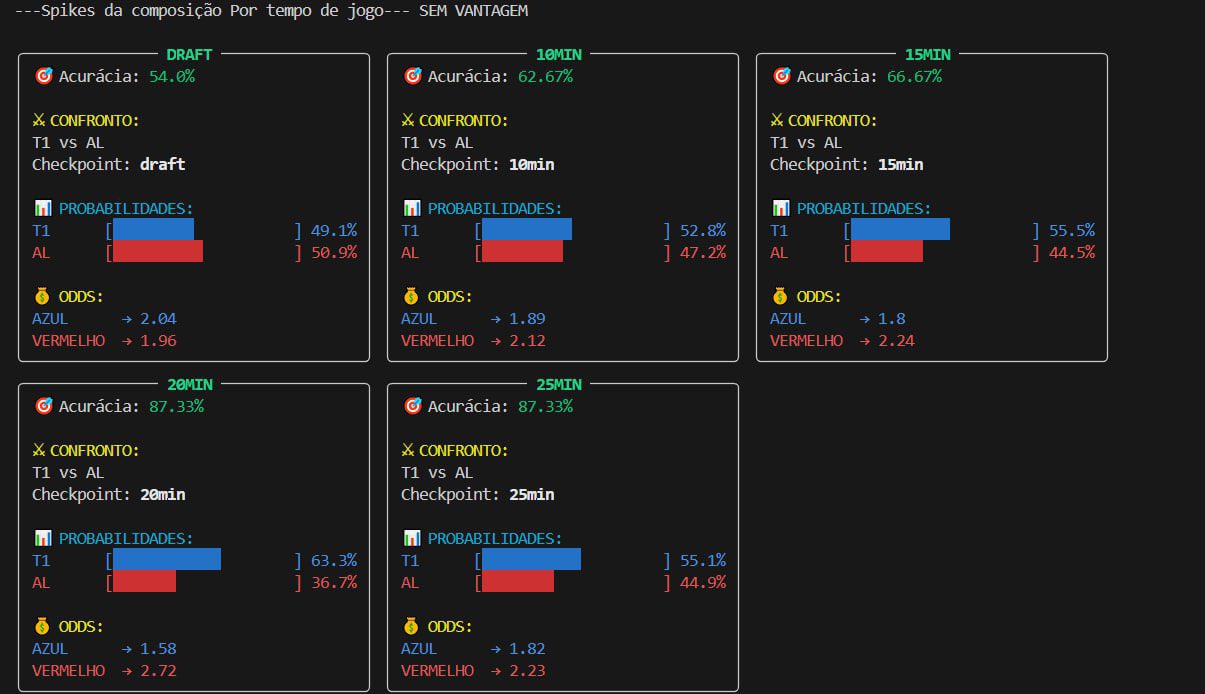 ---Spikes da composição Por tempo de jogo--- SEM VANTAGEM
DRAFT
🎯 Acurácia: 54.0%
⚔ CONFRONTO:
T1 vs AL
Checkpoint: draft
📊 PROBABILIDADES:
T1 [ ] 49.1%
AL [ ] 50.9%
💰 ODDS:
AZUL → 2.04
VERMELHO → 1.96
10MIN
🎯 Acurácia: 62.67%
⚔ CONFRONTO:
T1 vs AL
Checkpoint: 10min
📊 PROBABILIDADES:
T1 [ ] 52.8%
AL [ ] 47.2%
💰 ODDS:
AZUL → 1.89
VERMELHO → 2.12
15MIN
🎯 Acurácia: 66.67%
⚔ CONFRONTO:
T1 vs AL
Checkpoint: 15min
📊 PROBABILIDADES:
T1 [ ] 55.5%
AL [ ] 44.5%
💰 ODDS:
AZUL → 1.8
VERMELHO → 2.24
20MIN
🎯 Acurácia: 87.33%
⚔ CONFRONTO:
T1 vs AL
Checkpoint: 20min
📊 PROBABILIDADES:
T1 [ ] 63.3%
AL [ ] 36.7%
💰 ODDS:
AZUL → 1.58
VERMELHO → 2.72
25MIN
🎯 Acurácia: 87.33%
⚔ CONFRONTO:
T1 vs AL
Checkpoint: 25min
📊 PROBABILIDADES:
T1 [ ] 55.1%
AL [ ] 44.9%
💰 ODDS:
AZUL → 1.82
VERMELHO → 2.23